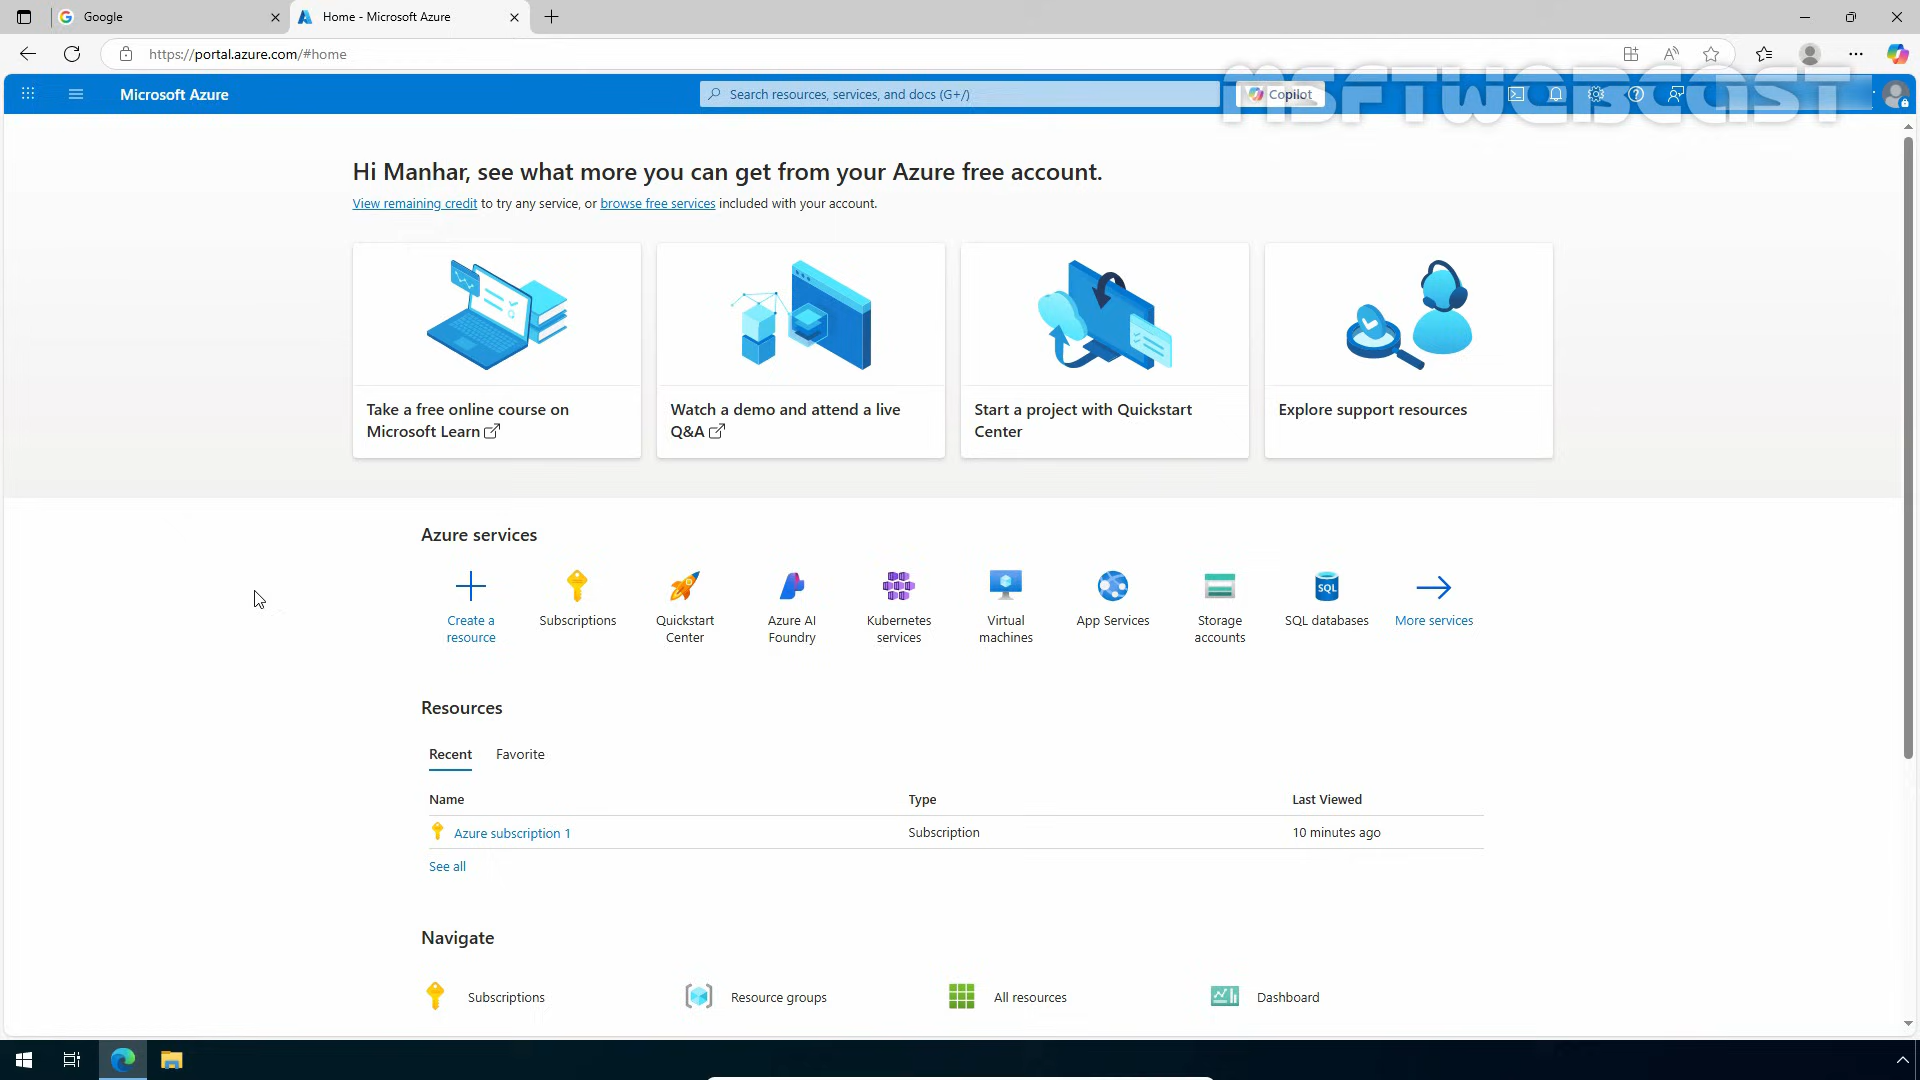 Google
Home - Microsoft Azure
https://portal.azure.com/#home
Microsoft Azure
Search resources, services, and docs (G+/)
Copilot
MSFTWEBCAST
Hi Manhar, see what more you can get from your Azure free account.
View remaining credit to try any service, or browse free services included with your account.
Take a free online course on
Microsoft Learn
Watch a demo and attend a live
Q&A
Start a project with Quickstart
Center
Explore support resources
Azure services
Create a
resource
Subscriptions
Quickstart
Center
Azure AI
Foundry
Kubernetes
services
Virtual
machines
App Services
Storage
accounts
SQL
SQL databases
More services
Resources
Recent
Favorite
Name
Type
Last Viewed
Azure subscription 1
Subscription
10 minutes ago
See all
Navigate
Subscriptions
Resource groups
All resources
Dashboard